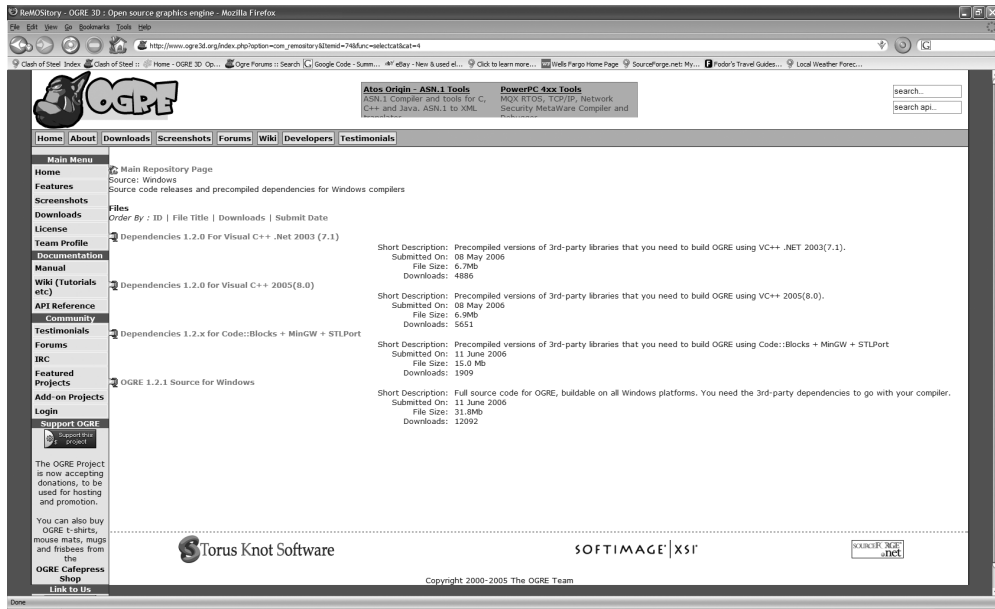 ReMOSitory - OGRE 3D : Open source graphics engine - Mozilla Firefox
File Edit View Go Bookmarks Tools Help
http://www.ogre3d.org/index.php?option=com_remository&Itemid=74&func=selectcat&cat=4
Clash of Steel Index Clash of Steel :: Home - OGRE 3D Op... Ogre Forums :: Search Google Code - Summ... eBay - New & used el... Click to learn more... Wells Fargo Home Page SourceForge.net: My... Fodor's Travel Guides... Local Weather Forec...
OGRE
Atos Origin - ASN.1 Tools
ASN.1 Compiler and tools for C, C++ and Java. ASN.1 to XML translator
PowerPC 4xx Tools
MQX RTOS, TCP/IP, Network Security MetaWare Compiler and Debugger
search...
search api...
Home About Downloads Screenshots Forums Wiki Developers Testimonials
Main Menu
Home
Features
Screenshots
Downloads
License
Team Profile
Documentation
Manual
Wiki (Tutorials etc)
API Reference
Community
Testimonials
Forums
IRC
Featured Projects
Add-on Projects
Login
Support OGRE
Support this project
The OGRE Project
is now accepting
donations, to be
used for hosting
and promotion.
You can also buy
OGRE t-shirts,
mouse mats, mugs
and frisbees from
the
OGRE Cafepress
Shop
Link to Us
Main Repository Page
Source: Windows
Source code releases and precompiled dependencies for Windows compilers
Files
Order By : ID | File Title | Downloads | Submit Date
Dependencies 1.2.0 For Visual C++ .Net 2003 (7.1)
Short Description: Precompiled versions of 3rd-party libraries that you need to build OGRE using VC++ .NET 2003(7.1).
Submitted On: 08 May 2006
File Size: 6.7Mb
Downloads: 4886
Dependencies 1.2.0 for Visual C++ 2005(8.0)
Short Description: Precompiled versions of 3rd-party libraries that you need to build OGRE using VC++ 2005(8.0).
Submitted On: 08 May 2006
File Size: 6.9Mb
Downloads: 5651
Dependencies 1.2.x for Code::Blocks + MinGW + STLPort
Short Description: Precompiled versions of 3rd-party libraries that you need to build OGRE using Code::Blocks + MinGW + STLPort
Submitted On: 11 June 2006
File Size: 15.0 Mb
Downloads: 1909
OGRE 1.2.1 Source for Windows
Short Description: Full source code for OGRE, buildable on all Windows platforms. You need the 3rd-party dependencies to go with your compiler.
Submitted On: 11 June 2006
File Size: 31.8Mb
Downloads: 12092
Torus Knot Software
SOFTIMAGE|XSI
SOURCEFORGE.net
Copyright 2000-2005 The OGRE Team
Done